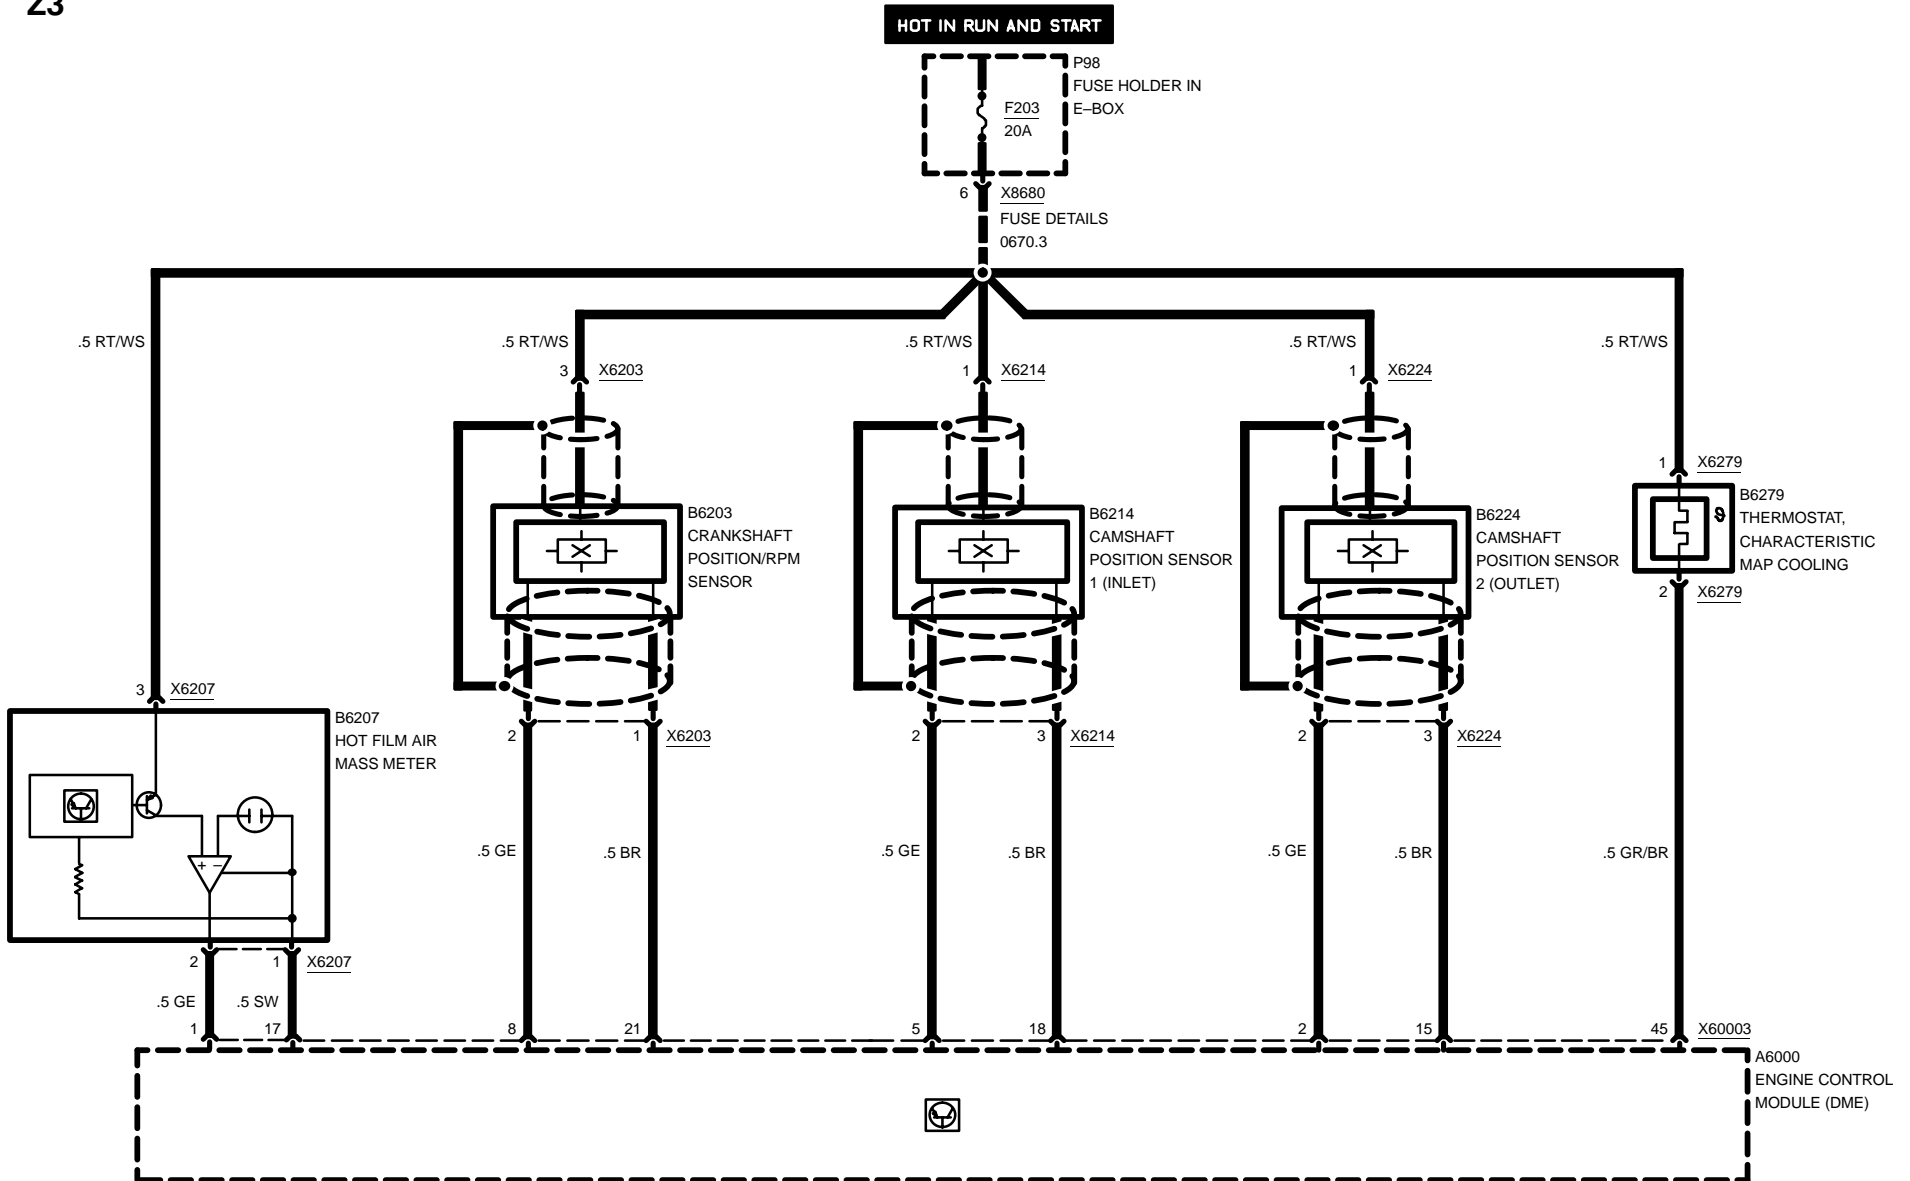 Z3
HOT IN RUN AND START
P98
FUSE HOLDER IN
E–BOX
F203
20A
6 X8680
FUSE DETAILS
0670.3
.5 RT/WS .5 RT/WS .5 RT/WS .5 RT/WS .5 RT/WS
3 X6203 1 X6214 1 X6224
1 X6279
B6279
THERMOSTAT,
CHARACTERISTIC
MAP COOLING
2 X6279
B6203
CRANKSHAFT
POSITION/RPM
SENSOR
B6214
CAMSHAFT
POSITION SENSOR
1 (INLET)
B6224
CAMSHAFT
POSITION SENSOR
2 (OUTLET)
3 X6207
B6207
HOT FILM AIR
MASS METER
+ –
2 1 X6203 2 3 X6214 2 3 X6224
.5 GE .5 BR .5 GE .5 BR .5 GE .5 BR .5 GR/BR
2 1 X6207
.5 GE .5 SW
1 17 8 21 5 18 2 15 45 X60003
A6000
ENGINE CONTROL
MODULE (DME)